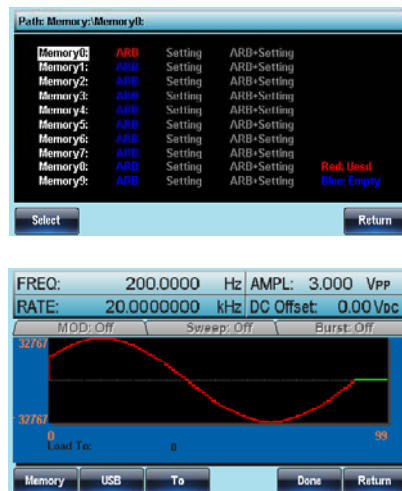 Path: Memory:\Memory0:
Memory0: ARB Setting ARB+Setting
Memory1: ARB Setting ARB+Setting
Memory2: ARB Setting ARB+Setting
Memory3: ARB Setting ARB+Setting
Memory4: ARB Setting ARB+Setting
Memory5: ARB Setting ARB+Setting
Memory6: ARB Setting ARB+Setting
Memory7: ARB Setting ARB+Setting
Memory8: ARB Setting ARB+Setting Red: Uesd
Memory9: ARB Setting ARB+Setting Blue: Empty
Select Return
FREQ: 200.0000 Hz AMPL: 3.000 VPP
RATE: 20.0000000 kHz DC Offset: 0.00 VDC
MOD: Off Sweep: Off Burst: Off
32767
-32767
0 99
Load To: 0
Memory USB To Done Return